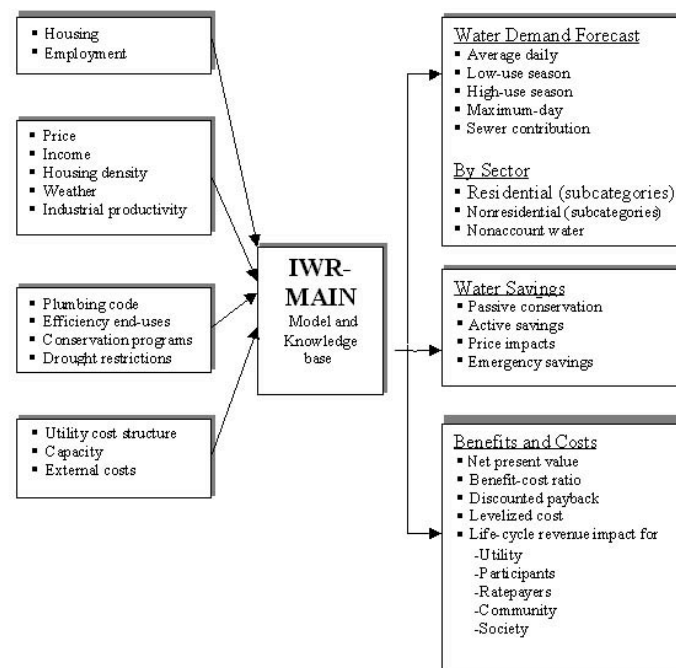 Housing
Employment
Price
Income
Housing density
Weather
Industrial productivity
Plumbing code
Efficiency end-uses
Conservation programs
Drought restrictions
Utility cost structure
Capacity
External costs
IWR-
MAIN
Model and
Knowledge
base
Water Demand Forecast
Average daily
Low-use season
High-use season
Maximum-day
Sewer contribution
By Sector
Residential (subcategories)
Nonresidential (subcategories)
Nonaccount water
Water Savings
Passive conservation
Active savings
Price impacts
Emergency savings
Benefits and Costs
Net present value
Benefit-cost ratio
Discounted payback
Levelized cost
Life-cycle revenue impact for
-Utility
-Participants
-Ratepayers
-Community
-Society